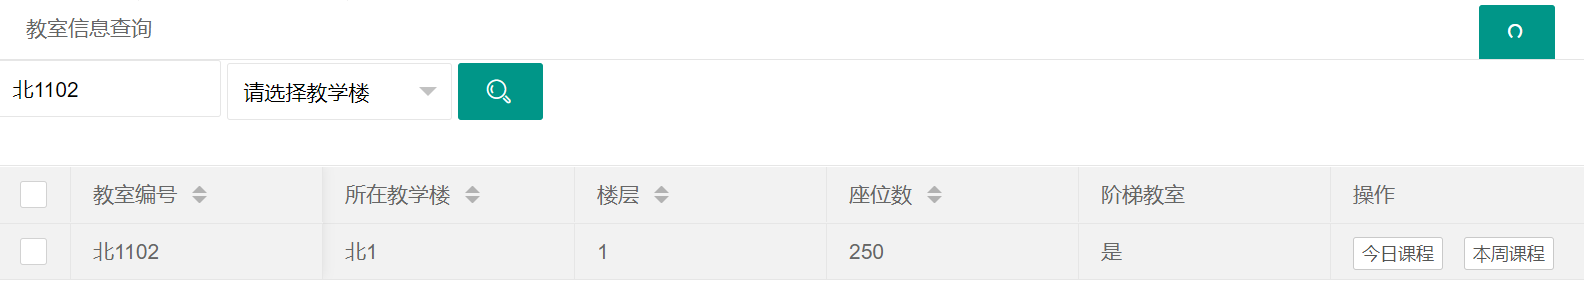 教室信息查询
北1102 请选择教学楼
教室编号 所在教学楼 楼层 座位数 阶梯教室 操作
北1102 北1 1 250 是 今日课程 本周课程